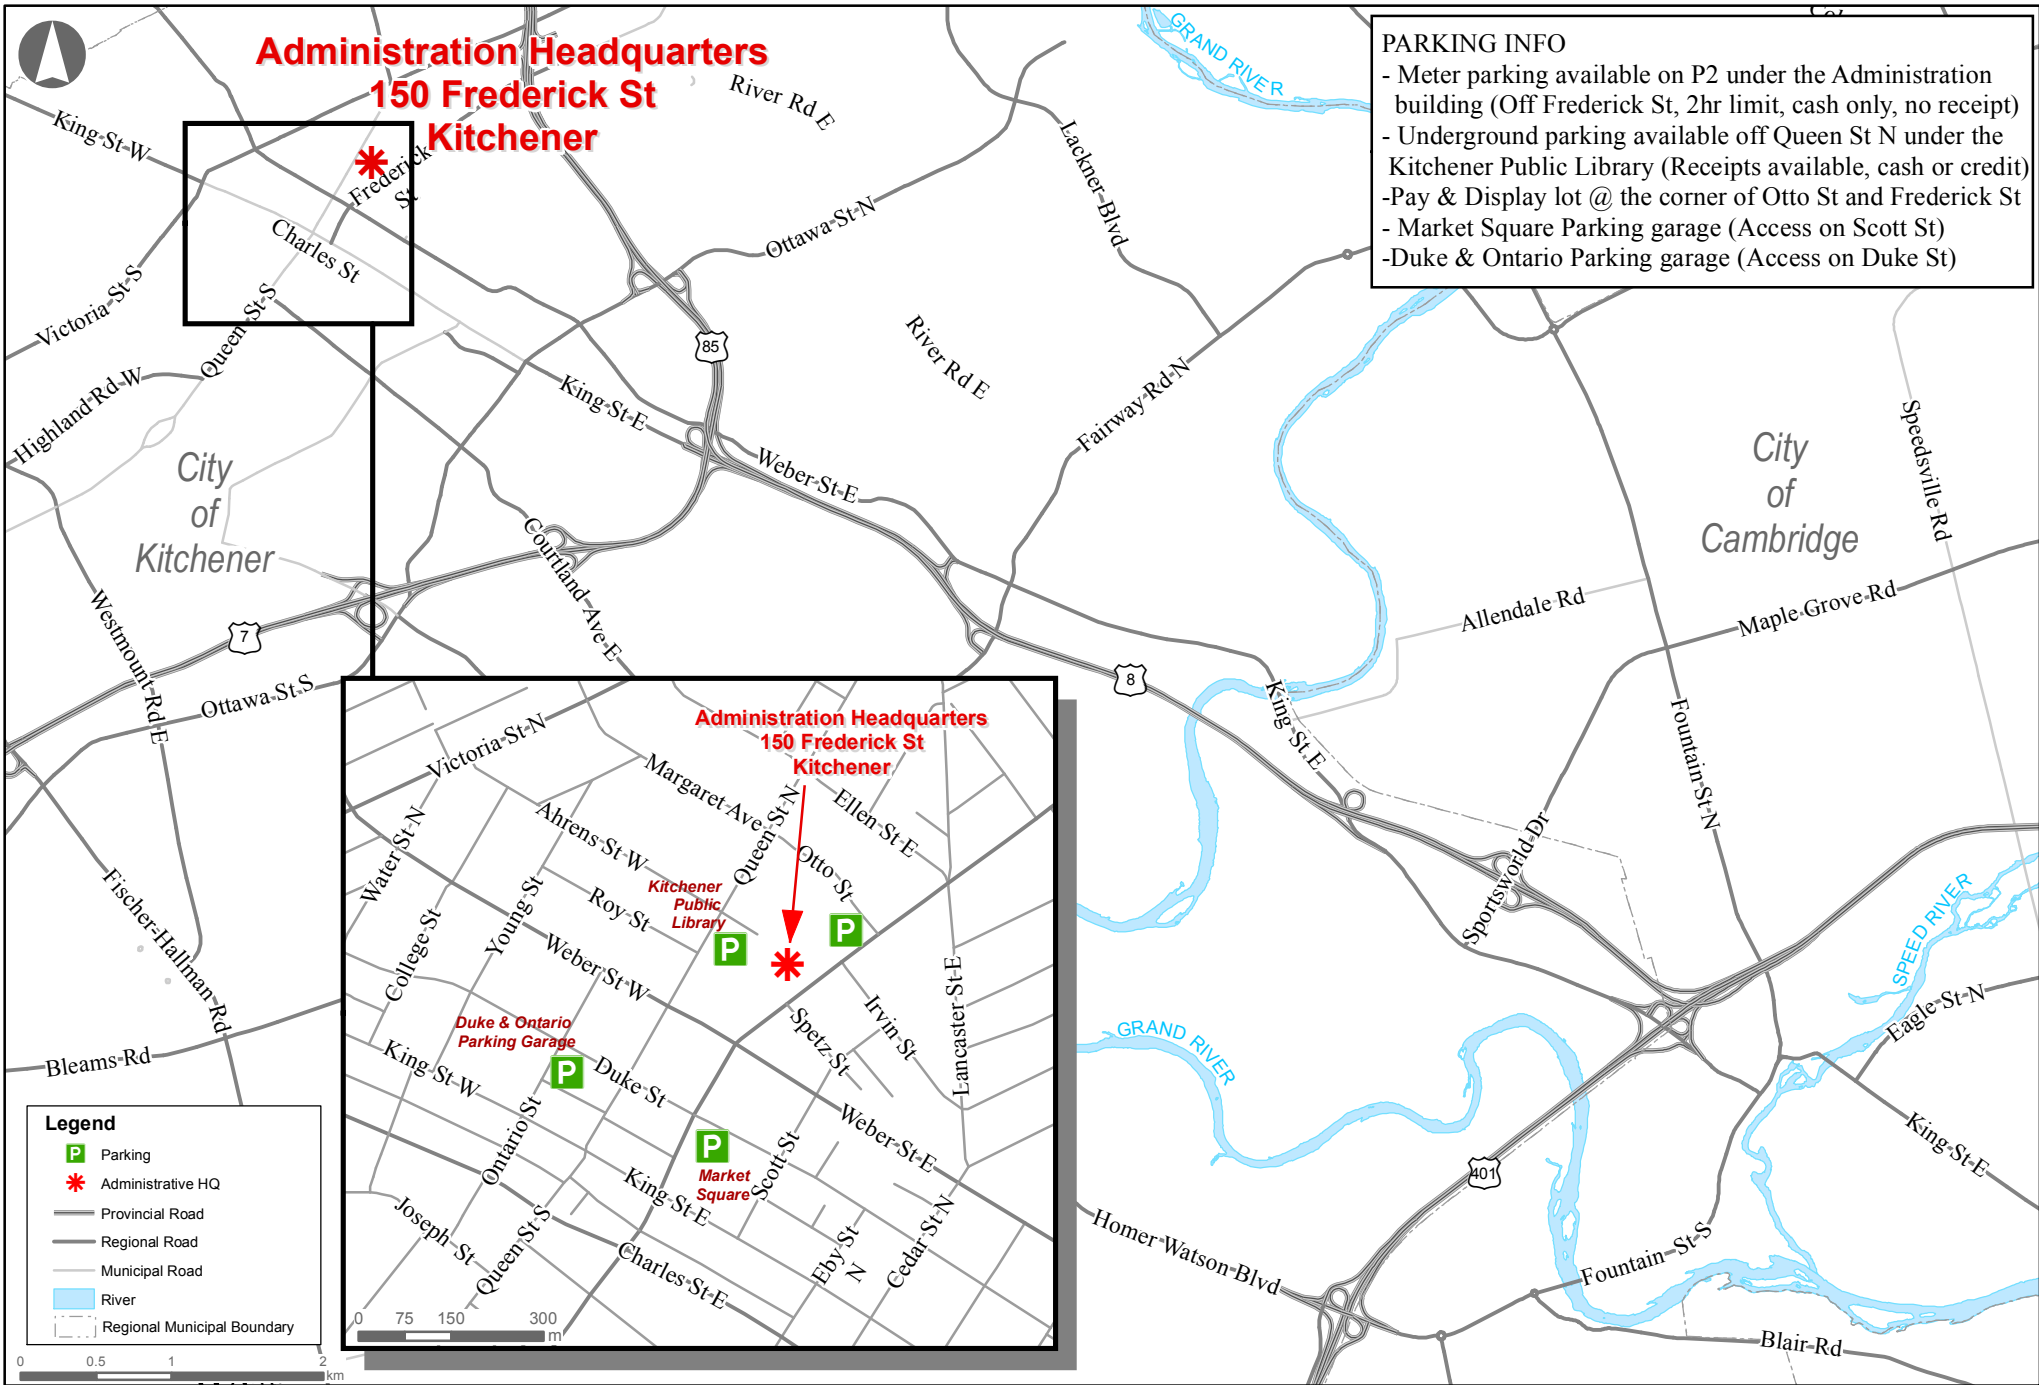 Administration Headquarters
150 Frederick St
Kitchener
PARKING INFO
- Meter parking available on P2 under the Administration
building (Off Frederick St, 2hr limit, cash only, no receipt)
- Underground parking available off Queen St N under the
Kitchener Public Library (Receipts available, cash or credit)
-Pay & Display lot @ the corner of Otto St and Frederick St
- Market Square Parking garage (Access on Scott St)
-Duke & Ontario Parking garage (Access on Duke St)
GRAND RIVER
River Rd E
King St W
Frederick
St
Lackner Blvd
Ottawa St N
Charles St
Victoria St S
Queen St S
85
River Rd E
Highland Rd W
King St E
Fairway Rd N
Speedsville Rd
City
of
Kitchener
City
of
Cambridge
Weber St E
Courtland Ave E
Allendale Rd
Maple Grove Rd
Westmount Rd E
7
8
Ottawa St S
King St E
Fountain St N
Sportsworld Dr
Fischer-Hallman Rd
SPEED RIVER
Eagle St N
GRAND RIVER
Bleams Rd
King St E
401
Homer Watson Blvd
Fountain St S
Blair Rd
Administration Headquarters
150 Frederick St
Kitchener
Victoria St N
Margaret Ave
Queen St N
Ellen St E
Ahrens St W
Water St N
Otto St
Kitchener
Public
Library
P
P
Roy St
Young St
College St
Weber St W
Lancaster St E
Irvin St
Spetz St
Duke & Ontario
Parking Garage
P
King St W
Duke St
Weber St E
Ontario St
P
Market
Square
Scott St
King St E
Joseph St
Queen St S
Charles St E
Eby St
N
Cedar St N
0 75 150 300
m
Legend
P Parking
Administrative HQ
Provincial Road
Regional Road
Municipal Road
River
Regional Municipal Boundary
0 0.5 1 2
km